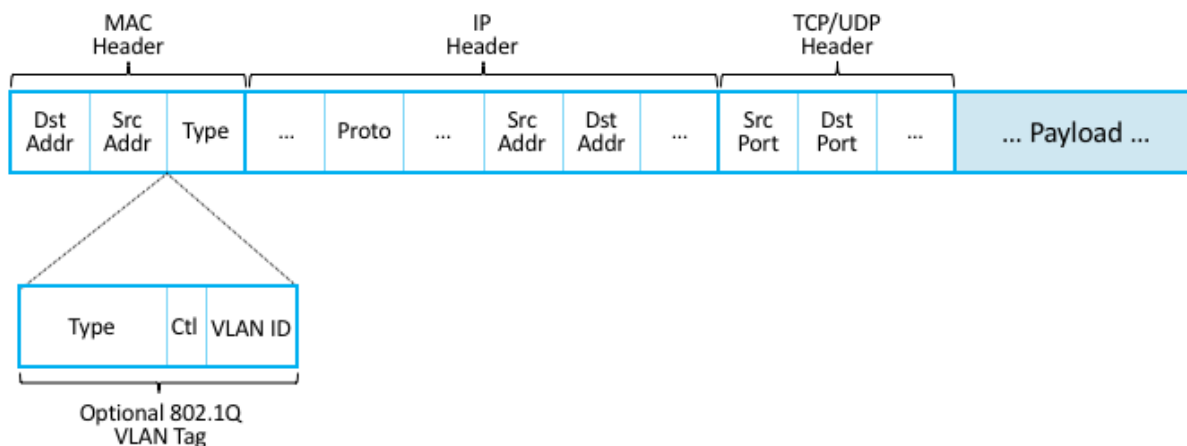 MAC
Header
IP
Header
TCP/UDP
Header
Dst
Addr
Src
Addr
Type
...
Proto
...
Src
Addr
Dst
Addr
...
Src
Port
Dst
Port
...
... Payload ...
Type
Ctl
VLAN ID
Optional 802.1Q
VLAN Tag